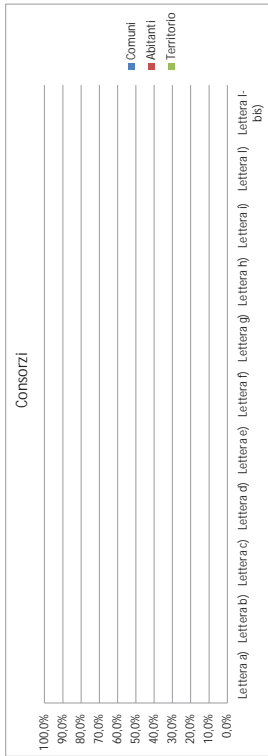 Consorzi
100,0%
90,0%
80,0%
70,0%
60,0%
50,0%
40,0%
30,0%
20,0%
10,0%
0,0%
Lettera a) Lettera b) Lettera c) Lettera d) Lettera e) Lettera f) Lettera g) Lettera h) Lettera i) Lettera l) Lettera l-
bis)
Comuni
Abitanti
Territorio